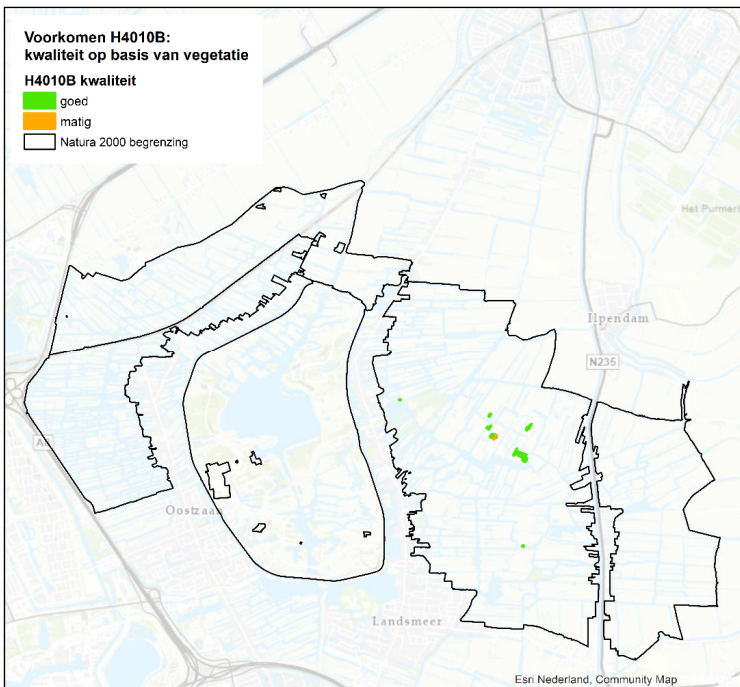 Voorkomen H4010B:
kwaliteit op basis van vegetatie
H4010B kwaliteit
goed
matig
Natura 2000 begrenzing
Het Purmer
Ilpendam
N235
Oostzaan
Landsmeer
Esri Nederland, Community Map